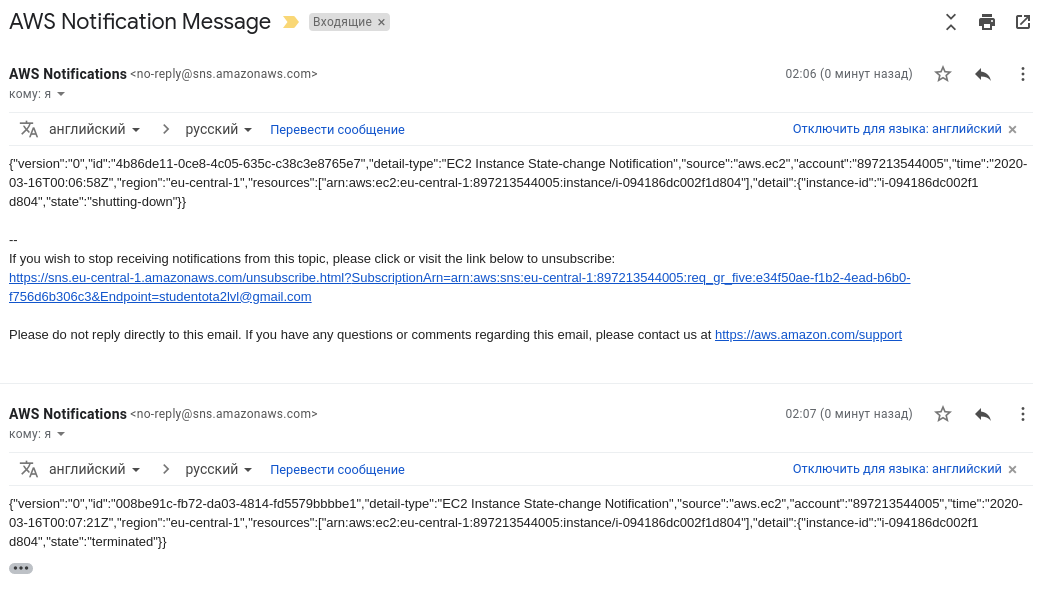 AWS Notification Message Входящие ×
AWS Notifications <no-reply@sns.amazonaws.com> 02:06 (0 минут назад)
кому: я
английский > русский Перевести сообщение Отключить для языка: английский ×
{"version":"0","id":"4b86de11-0ce8-4c05-635c-c38c3e8765e7","detail-type":"EC2 Instance State-change Notification","source":"aws.ec2","account":"897213544005","time":"2020-
03-16T00:06:58Z","region":"eu-central-1","resources":["arn:aws:ec2:eu-central-1:897213544005:instance/i-094186dc002f1d804"],"detail":{"instance-id":"i-094186dc002f1
d804","state":"shutting-down"}}
--
If you wish to stop receiving notifications from this topic, please click or visit the link below to unsubscribe:
https://sns.eu-central-1.amazonaws.com/unsubscribe.html?SubscriptionArn=arn:aws:sns:eu-central-1:897213544005:req_gr_five:e34f50ae-f1b2-4ead-b6b0-
f756d6b306c3&Endpoint=studentota2lvl@gmail.com
Please do not reply directly to this email. If you have any questions or comments regarding this email, please contact us at https://aws.amazon.com/support
AWS Notifications <no-reply@sns.amazonaws.com> 02:07 (0 минут назад)
кому: я
английский > русский Перевести сообщение Отключить для языка: английский ×
{"version":"0","id":"008be91c-fb72-da03-4814-fd5579bbbbe1","detail-type":"EC2 Instance State-change Notification","source":"aws.ec2","account":"897213544005","time":"2020-
03-16T00:07:21Z","region":"eu-central-1","resources":["arn:aws:ec2:eu-central-1:897213544005:instance/i-094186dc002f1d804"],"detail":{"instance-id":"i-094186dc002f1
d804","state":"terminated"}}